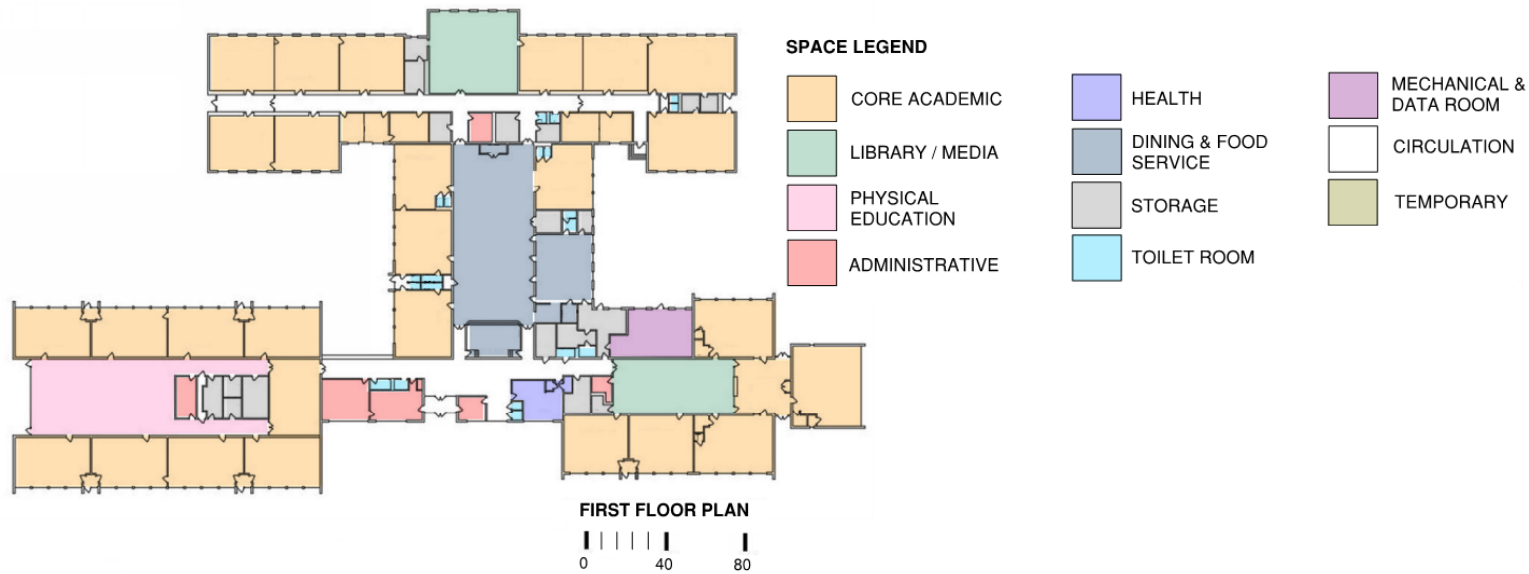 SPACE LEGEND
CORE ACADEMIC
LIBRARY / MEDIA
PHYSICAL
EDUCATION
ADMINISTRATIVE
HEALTH
DINING & FOOD
SERVICE
STORAGE
TOILET ROOM
MECHANICAL &
DATA ROOM
CIRCULATION
TEMPORARY
FIRST FLOOR PLAN
0 40 80